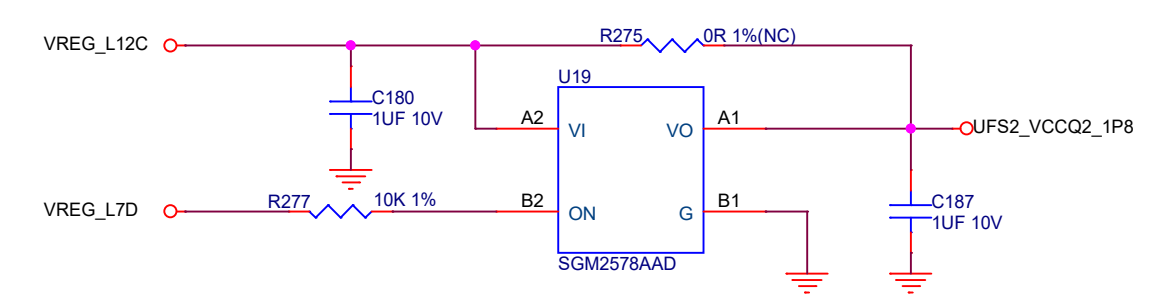 VREG_L12C
R275
0R 1%(NC)
U19
C180
1UF 10V
A2
VI
VO
A1
UFS2_VCCQ2_1P8
VREG_L7D
R277
10K 1%
B2
ON
G
B1
C187
1UF 10V
SGM2578AAD